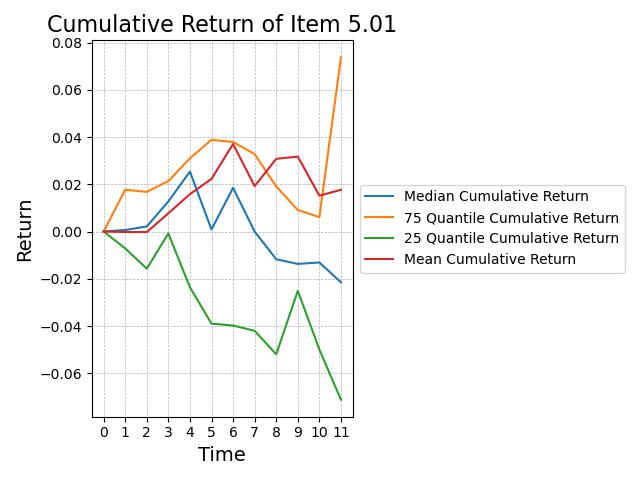 Cumulative Return of Item 5.01
0.08
0.06
0.04
0.02
0.00
−0.02
−0.04
−0.06
Return
0 1 2 3 4 5 6 7 8 9 10 11
Time
Median Cumulative Return
75 Quantile Cumulative Return
25 Quantile Cumulative Return
Mean Cumulative Return